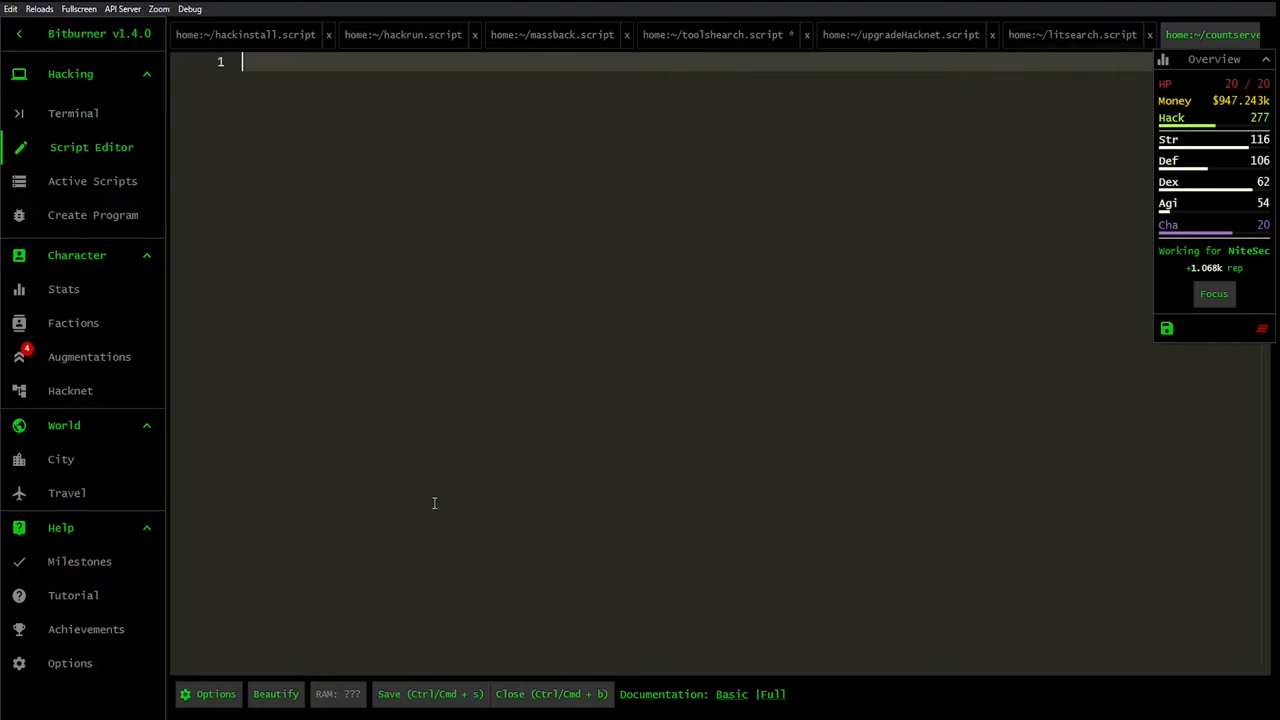 Edit Reloads Fullscreen API Server Zoom Debug
Bitburner v1.4.0
Hacking
Terminal
Script Editor
Active Scripts
Create Program
Character
Stats
Factions
4
Augmentations
Hacknet
World
City
Travel
Help
Milestones
Tutorial
Achievements
Options
home:~/hackinstall.script x home:~/hackrun.script x home:~/massback.script x home:~/toolshearch.script * x home:~/upgradeHacknet.script x home:~/litsearch.script x home:~/countserve
1
Overview
HP 20 / 20
Money $947.243k
Hack 277
Str 116
Def 106
Dex 62
Agi 54
Cha 20
Working for NiteSec
+1.068k rep
Focus
Options Beautify RAM: ??? Save (Ctrl/Cmd + s) Close (Ctrl/Cmd + b) Documentation: Basic |Full